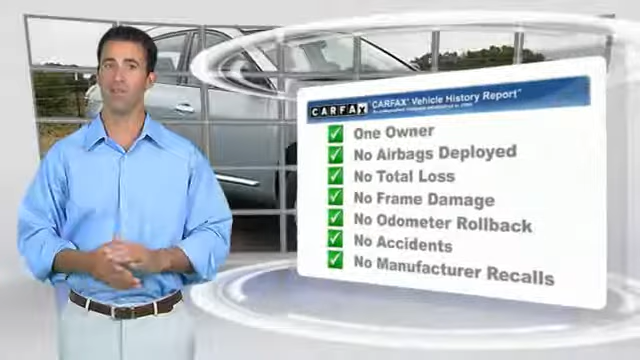 CARFAX CARFAX Vehicle History Report™
One Owner
No Airbags Deployed
No Total Loss
No Frame Damage
No Odometer Rollback
No Accidents
No Manufacturer Recalls